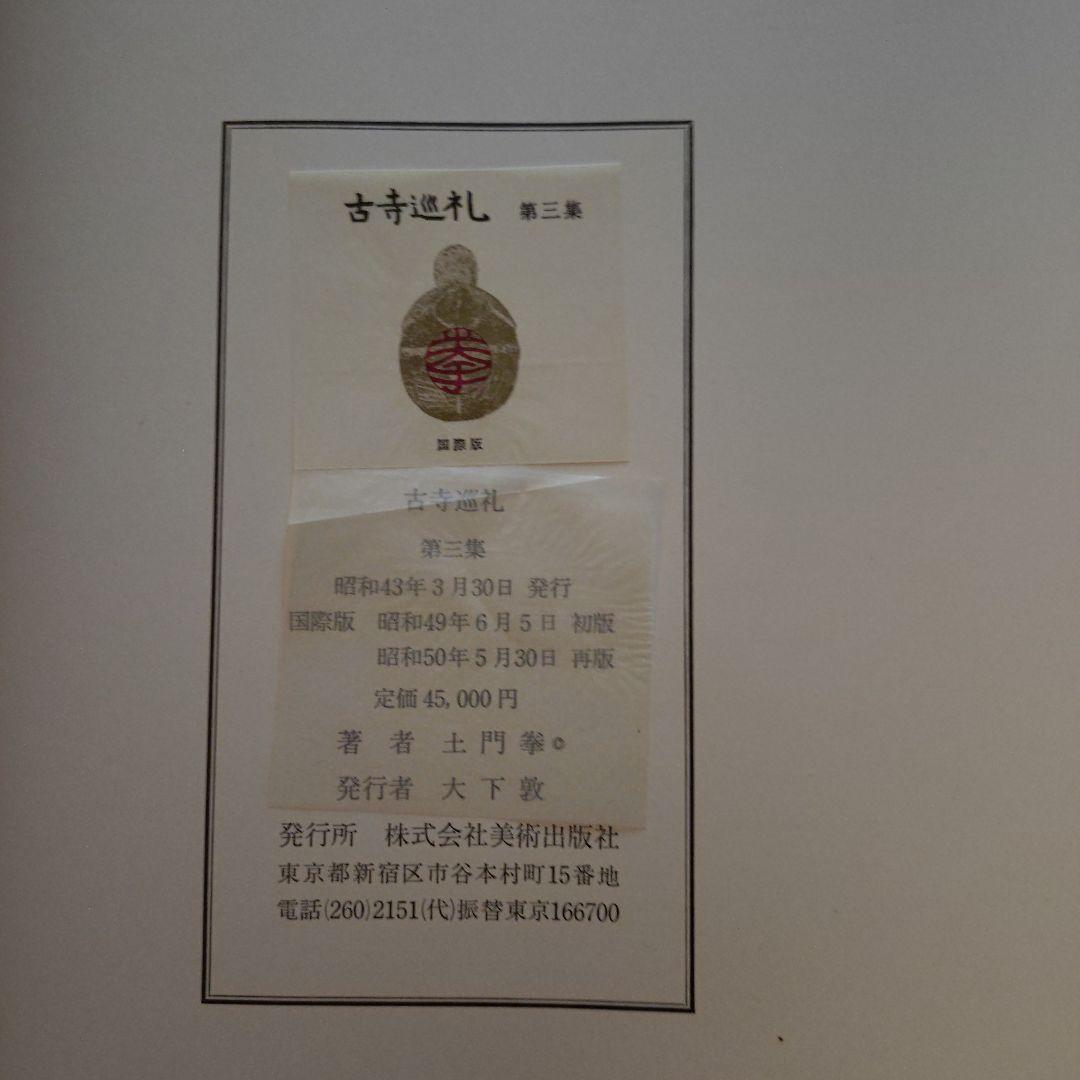 古寺巡礼 第三集
拳
国際版
古寺巡礼
第三集
昭和43年3月30日 発行
国際版 昭和49年6月5日 初版
昭和50年5月30日 再版
定価 45,000 円
著者 土門拳 ©
発行者 大下敦
発行所 株式会社美術出版社
東京都新宿区市谷本村町15番地
電話(260)2151(代)振替東京166700